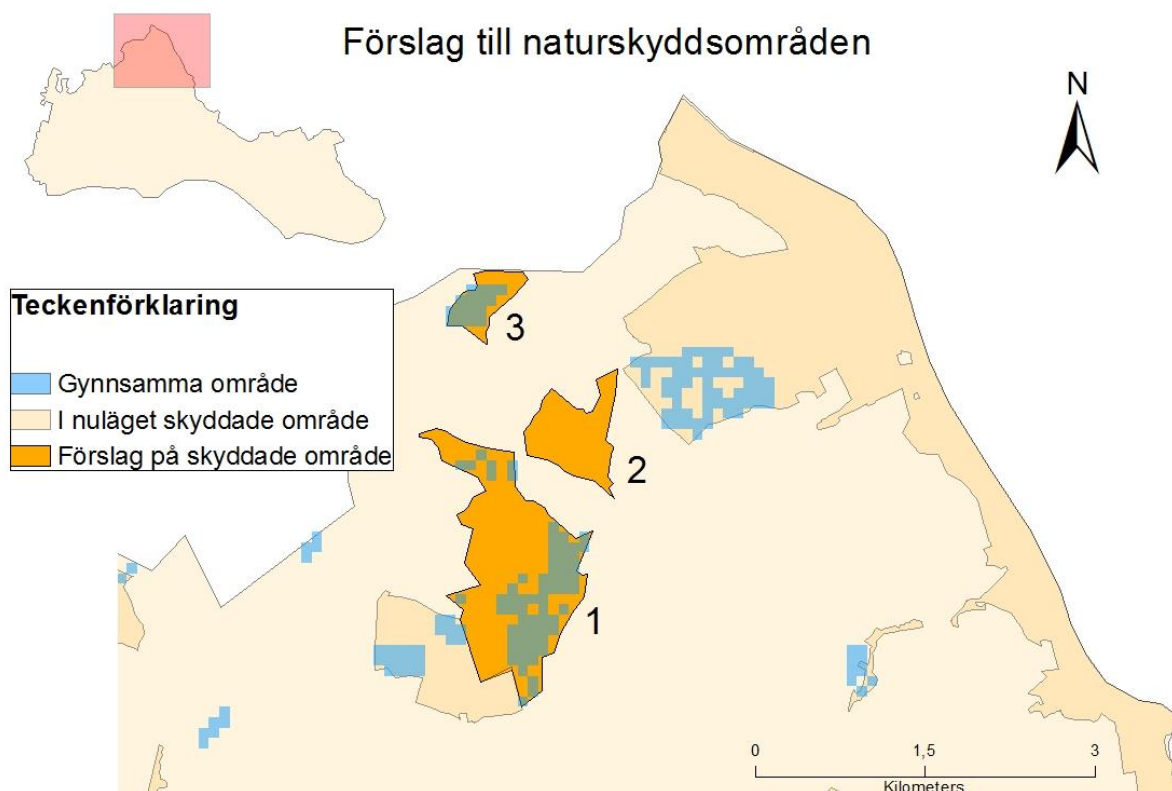 Förslag till naturskyddsområden
N
Teckenförklaring
Gynnsamma område
I nuläget skyddade område
Förslag på skyddade område
3
2
1
0 1,5 3
Kilometers